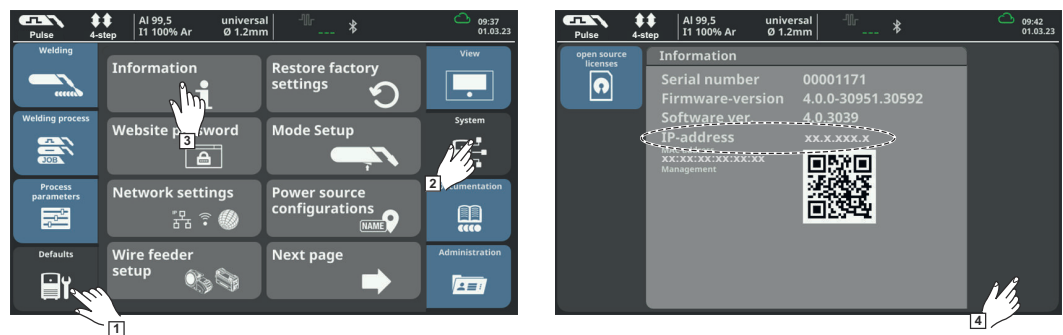 Pulse
4-step
Al 99,5
I1 100% Ar
universal
Ø 1.2mm
---
09:37
01.03.23
Welding
Welding process
JOB
Process
parameters
Defaults
Information
Restore factory
settings
Website password
Mode Setup
Network settings
Power source
configurations
NAME
Wire feeder
setup
Next page
View
System
Documentation
Administration
1
2
3
Pulse
4-step
Al 99,5
I1 100% Ar
universal
Ø 1.2mm
---
09:42
01.03.23
open source
licenses
Information
Serial number 00001171
Firmware-version 4.0.0-30951.30592
Software ver. 4.0.3039
IP-address xx.x.xxx.x
xx:xx:xx:xx:xx:xx
Management
4